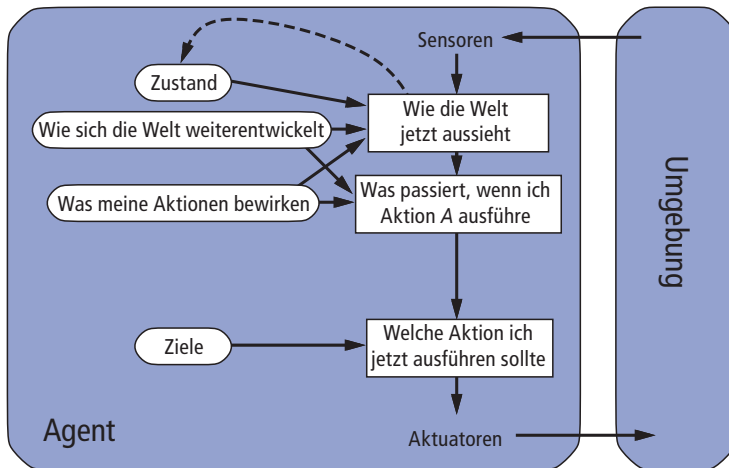 Sensoren
Zustand
Wie die Welt
jetzt aussieht
Wie sich die Welt weiterentwickelt
Was passiert, wenn ich
Aktion A ausführe
Was meine Aktionen bewirken
Umgebung
Welche Aktion ich
jetzt ausführen sollte
Ziele
Agent
Aktuatoren